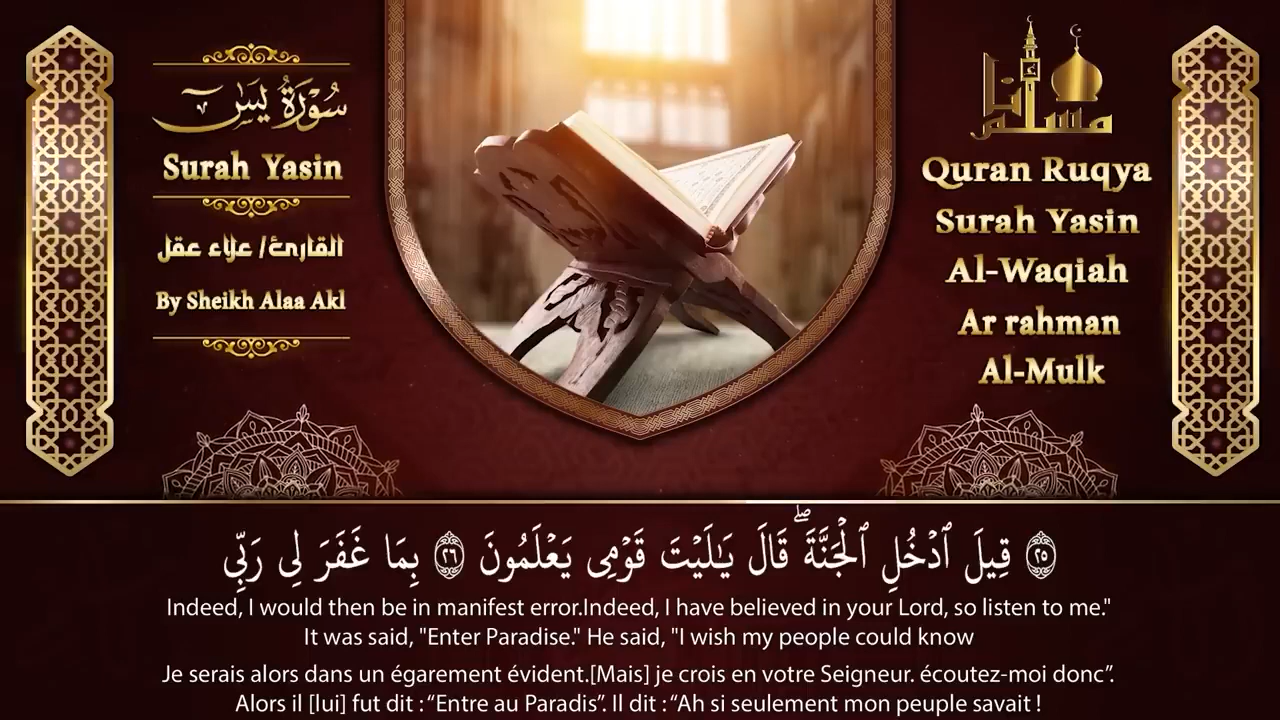 سُورَةُ يسٓ
Surah Yasin
القارئ/ علاء عقل
By Sheikh Alaa Akl
أنا مسلم
Quran Ruqya
Surah Yasin
Al-Waqiah
Ar rahman
Al-Mulk
۝٢٥ قِيلَ ٱدْخُلِ ٱلْجَنَّةَ ۖ قَالَ يَـٰلَيْتَ قَوْمِى يَعْلَمُونَ ۝٢٦ بِمَا غَفَرَ لِى رَبِّى
Indeed, I would then be in manifest error.Indeed, I have believed in your Lord, so listen to me."
It was said, "Enter Paradise." He said, "I wish my people could know
Je serais alors dans un égarement évident.[Mais] je crois en votre Seigneur. écoutez-moi donc”.
Alors il [lui] fut dit : “Entre au Paradis”. Il dit : “Ah si seulement mon peuple savait !